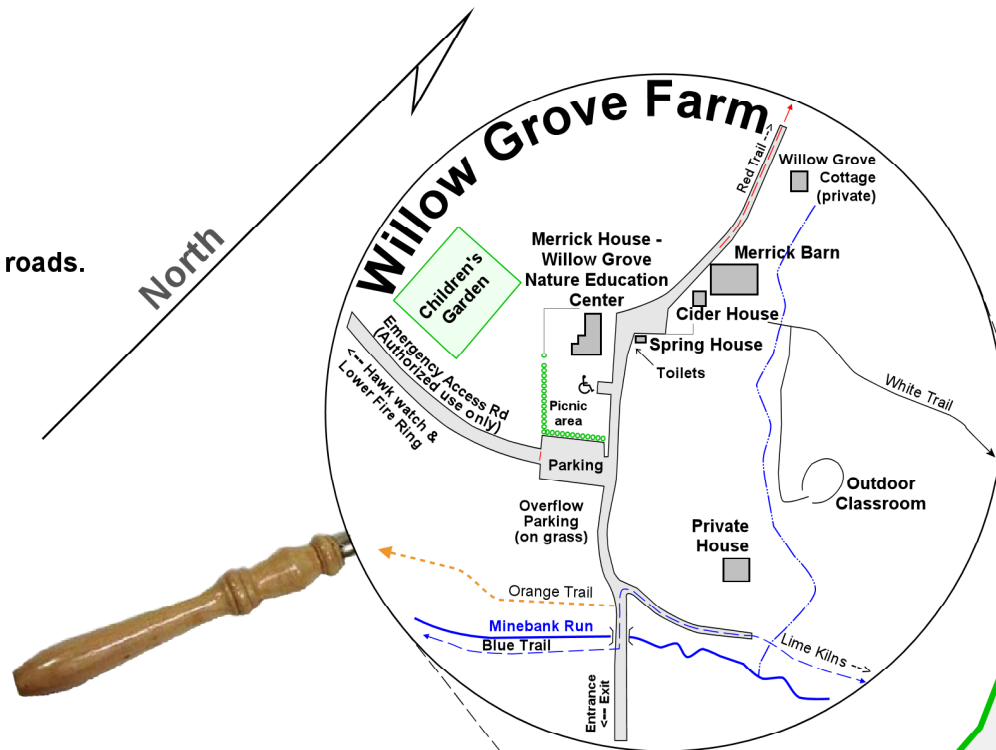 Willow Grove Farm
North
roads.
Red Trail -->
Willow Grove
Cottage
(private)
Merrick House -
Willow Grove
Nature Education
Center
Merrick Barn
Children's
Garden
Cider House
Spring House
Toilets
Emergency Access Rd
(Authorized use only)
<--- Hawk watch &
Lower Fire Ring
Picnic
area
White Trail
Parking
Outdoor
Classroom
Overflow
Parking
(on grass)
Private
House
Orange Trail
Minebank Run
Blue Trail
Lime Kilns -->
Entrance
<--- Exit